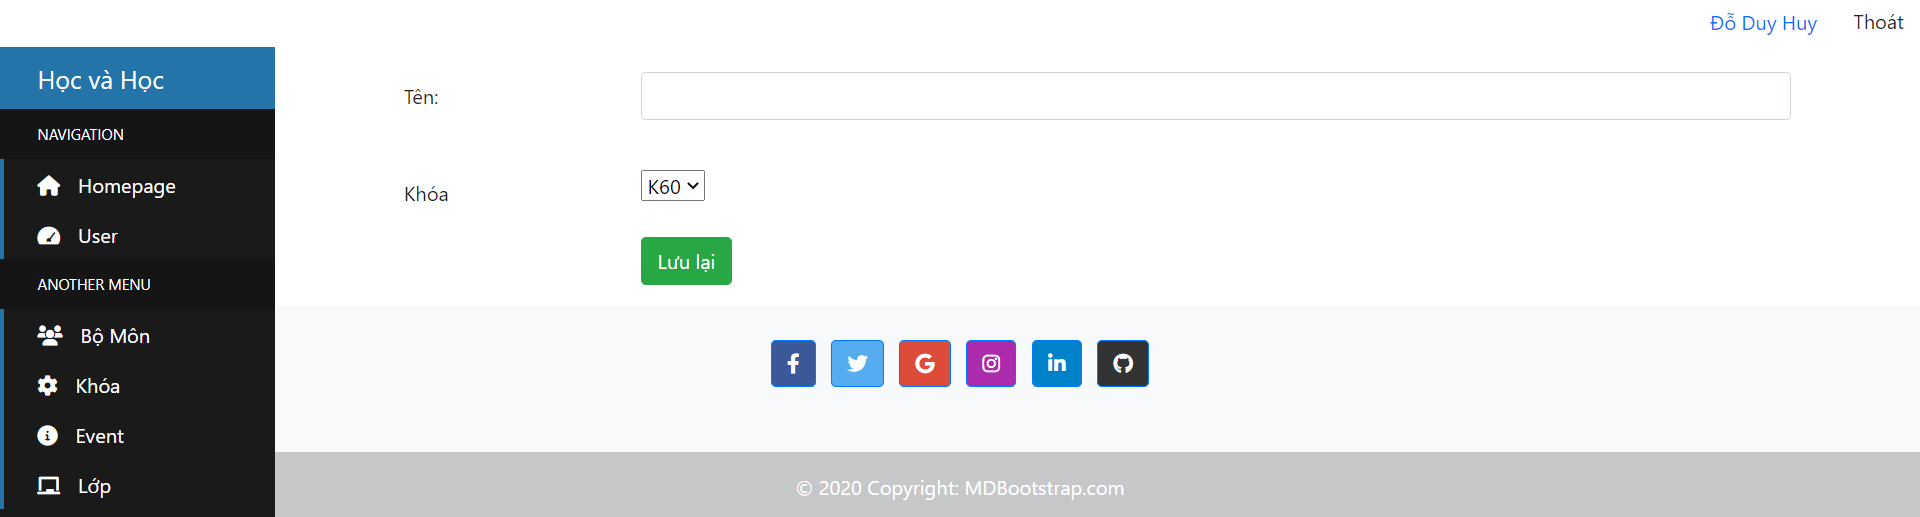 Đỗ Duy Huy Thoát
Học và Học
NAVIGATION
Homepage
User
ANOTHER MENU
Bộ Môn
Khóa
Event
Lớp
Tên:
Khóa K60
Lưu lại
© 2020 Copyright: MDBootstrap.com